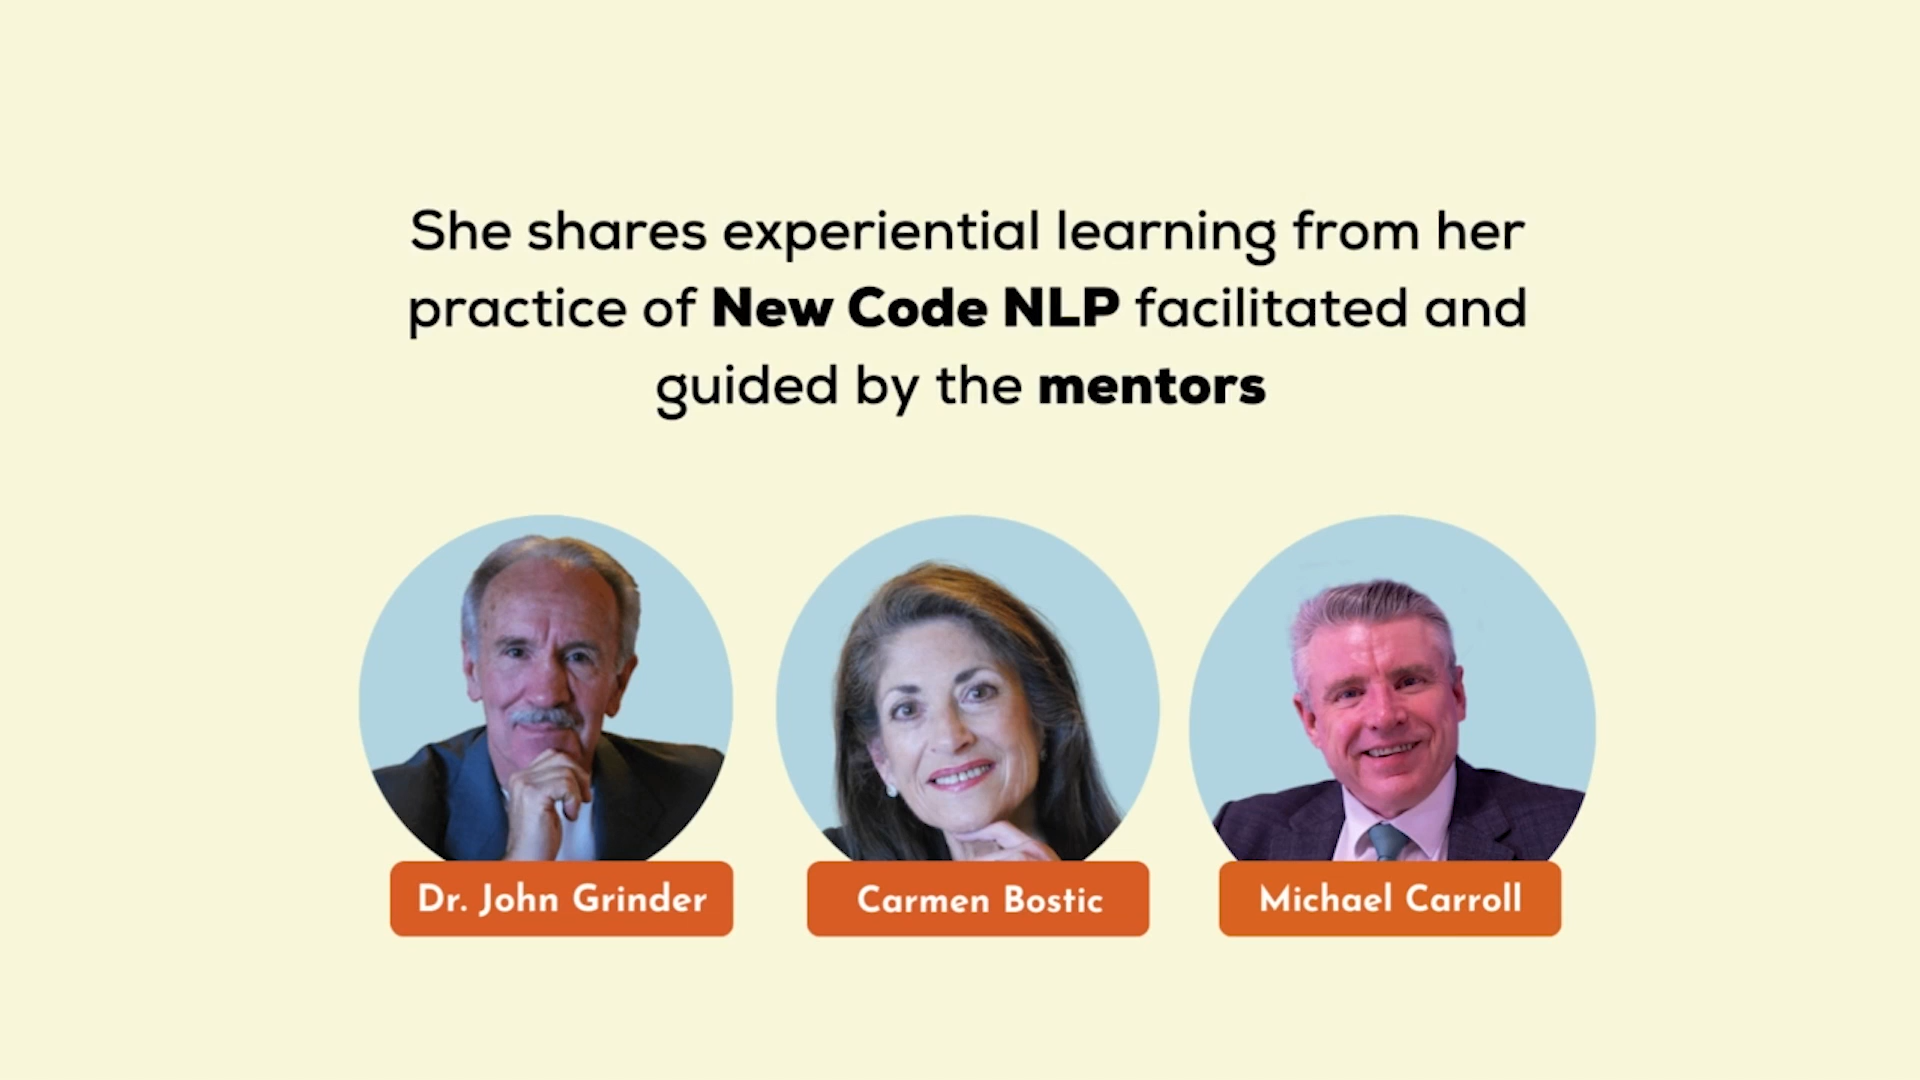 She shares experiential learning from her
practice of New Code NLP facilitated and
guided by the mentors
Dr. John Grinder
Carmen Bostic
Michael Carroll